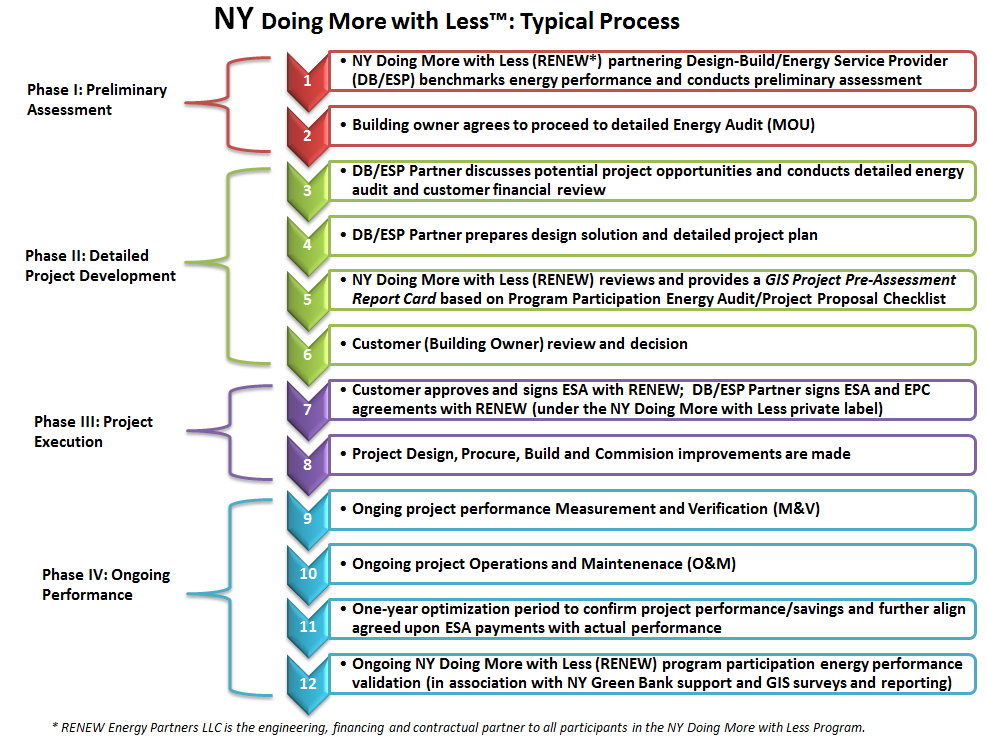 NY Doing More with Less™: Typical Process
Phase I: Preliminary
Assessment
1
• NY Doing More with Less (RENEW*) partnering Design-Build/Energy Service Provider
(DB/ESP) benchmarks energy performance and conducts preliminary assessment
2
• Building owner agrees to proceed to detailed Energy Audit (MOU)
Phase II: Detailed
Project Development
3
• DB/ESP Partner discusses potential project opportunities and conducts detailed energy
audit and customer financial review
4
• DB/ESP Partner prepares design solution and detailed project plan
5
• NY Doing More with Less (RENEW) reviews and provides a GIS Project Pre-Assessment
Report Card based on Program Participation Energy Audit/Project Proposal Checklist
6
• Customer (Building Owner) review and decision
Phase III: Project
Execution
7
• Customer approves and signs ESA with RENEW; DB/ESP Partner signs ESA and EPC
agreements with RENEW (under the NY Doing More with Less private label)
8
• Project Design, Procure, Build and Commision improvements are made
Phase IV: Ongoing
Performance
9
• Onging project performance Measurement and Verification (M&V)
10
• Ongoing project Operations and Maintenenace (O&M)
11
• One-year optimization period to confirm project performance/savings and further align
agreed upon ESA payments with actual performance
12
• Ongoing NY Doing More with Less (RENEW) program participation energy performance
validation (in association with NY Green Bank support and GIS surveys and reporting)
* RENEW Energy Partners LLC is the engineering, financing and contractual partner to all participants in the NY Doing More with Less Program.